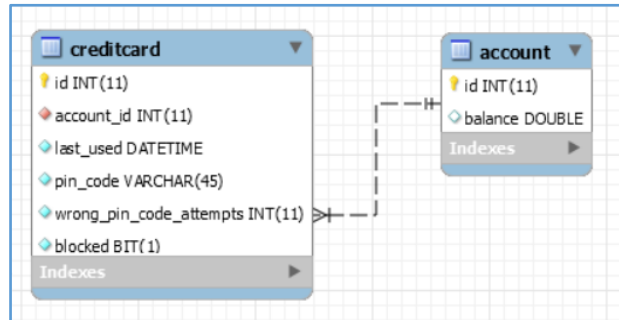 creditcard
id INT(11)
account_id INT(11)
last_used DATETIME
pin_code VARCHAR(45)
wrong_pin_code_attempts INT(11)
blocked BIT(1)
Indexes
account
id INT(11)
balance DOUBLE
Indexes